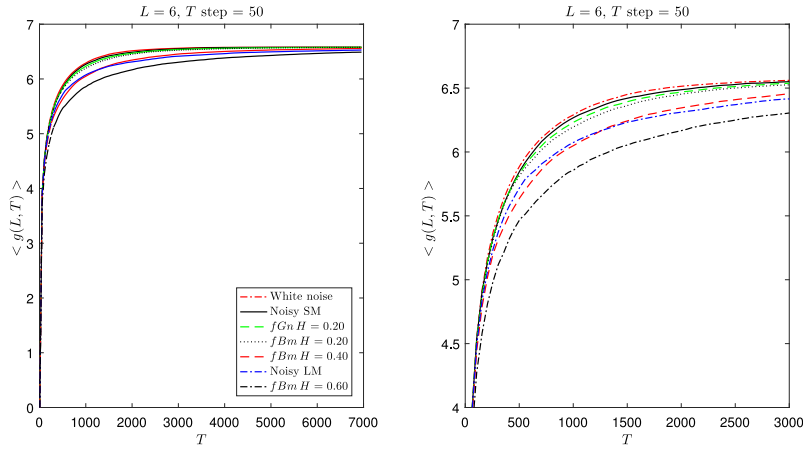 L = 6, T step = 50
7
6
5
4
3
2
1
0
0 1000 2000 3000 4000 5000 6000 7000
T
< g(L, T) >
White noise
Noisy SM
fGn H = 0.20
fBm H = 0.20
fBm H = 0.40
Noisy LM
fBm H = 0.60
L = 6, T step = 50
7
6.5
6
5.5
5
4.5
4
0 500 1000 1500 2000 2500 3000
T
< g(L, T) >